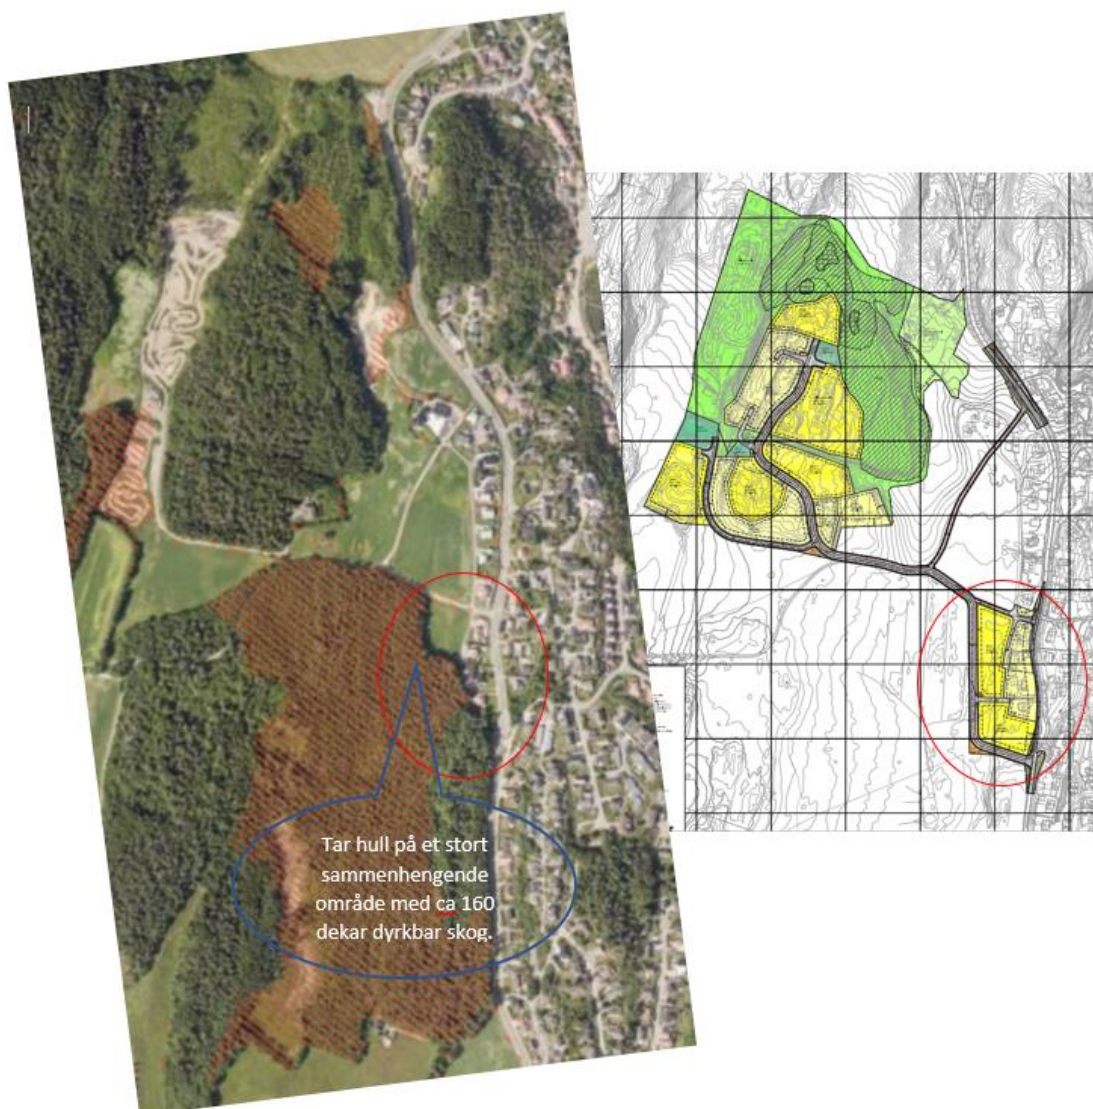 Tar hull på et stort
sammenhengende
område med ca 160
dekar dyrkbar skog.